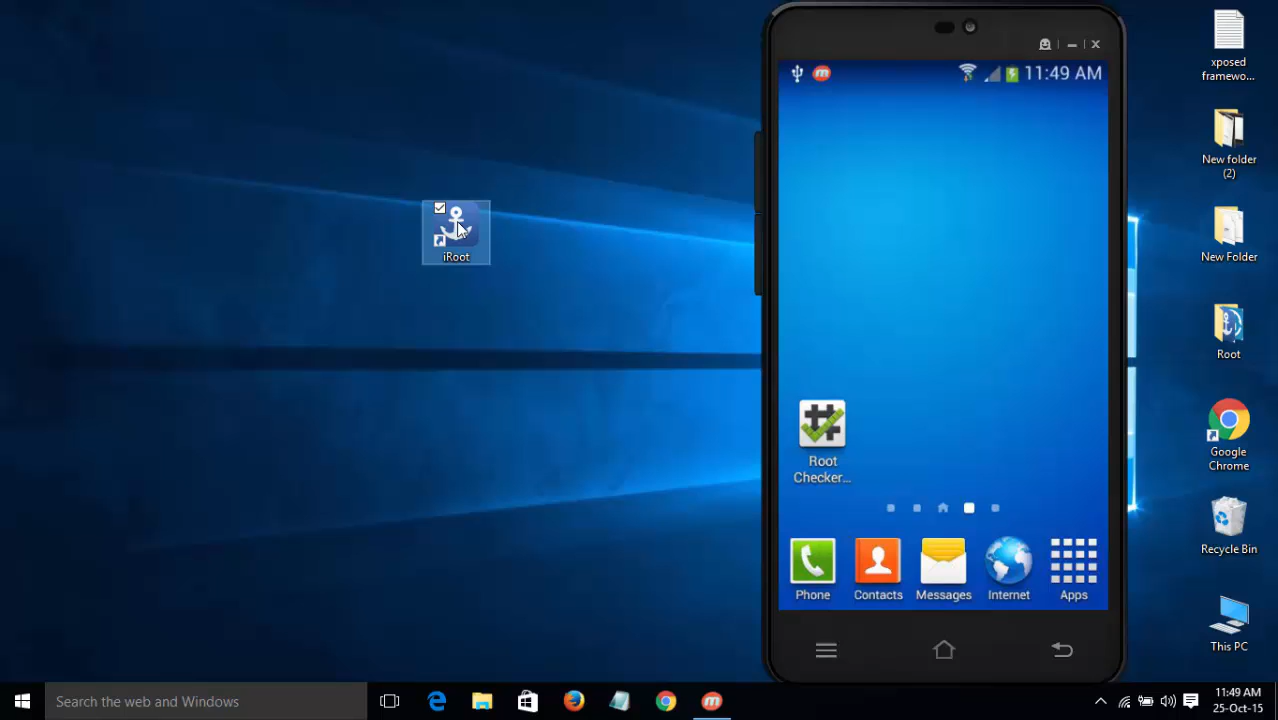 iRoot
11:49 AM
Root
Checker...
Phone
Contacts
Messages
Internet
Apps
xposed
framewo...
New folder
(2)
New Folder
Root
Google
Chrome
Recycle Bin
This PC
Search the web and Windows
11:49 AM
25-Oct-15